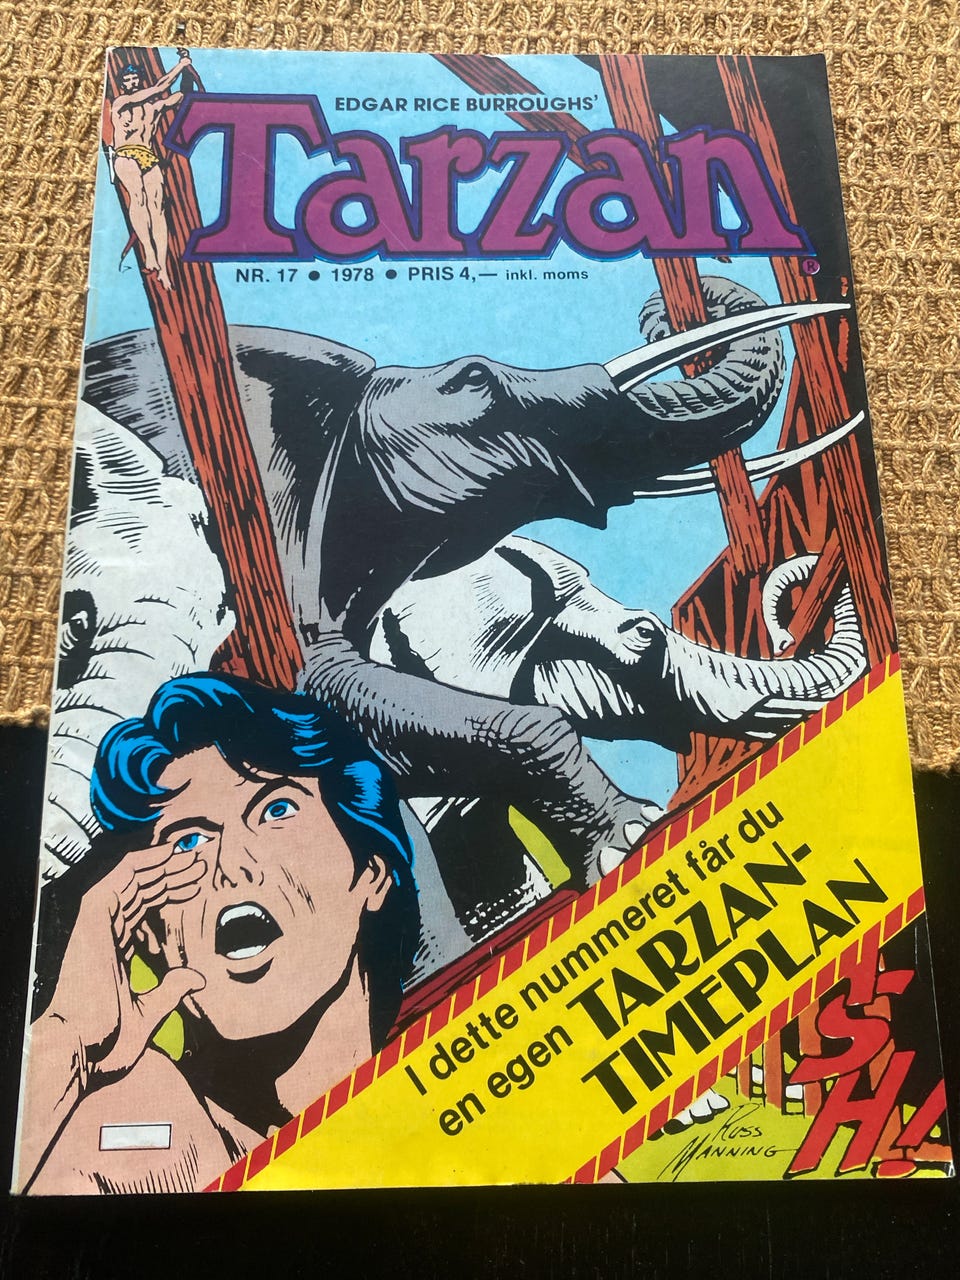 EDGAR RICE BURROUGHS'
Tarzan
®
NR. 17 • 1978 • PRIS 4,— inkl. moms
I dette nummeret får du
en egen TARZAN-
TIMEPLAN
SH!
RUSS
MANNING